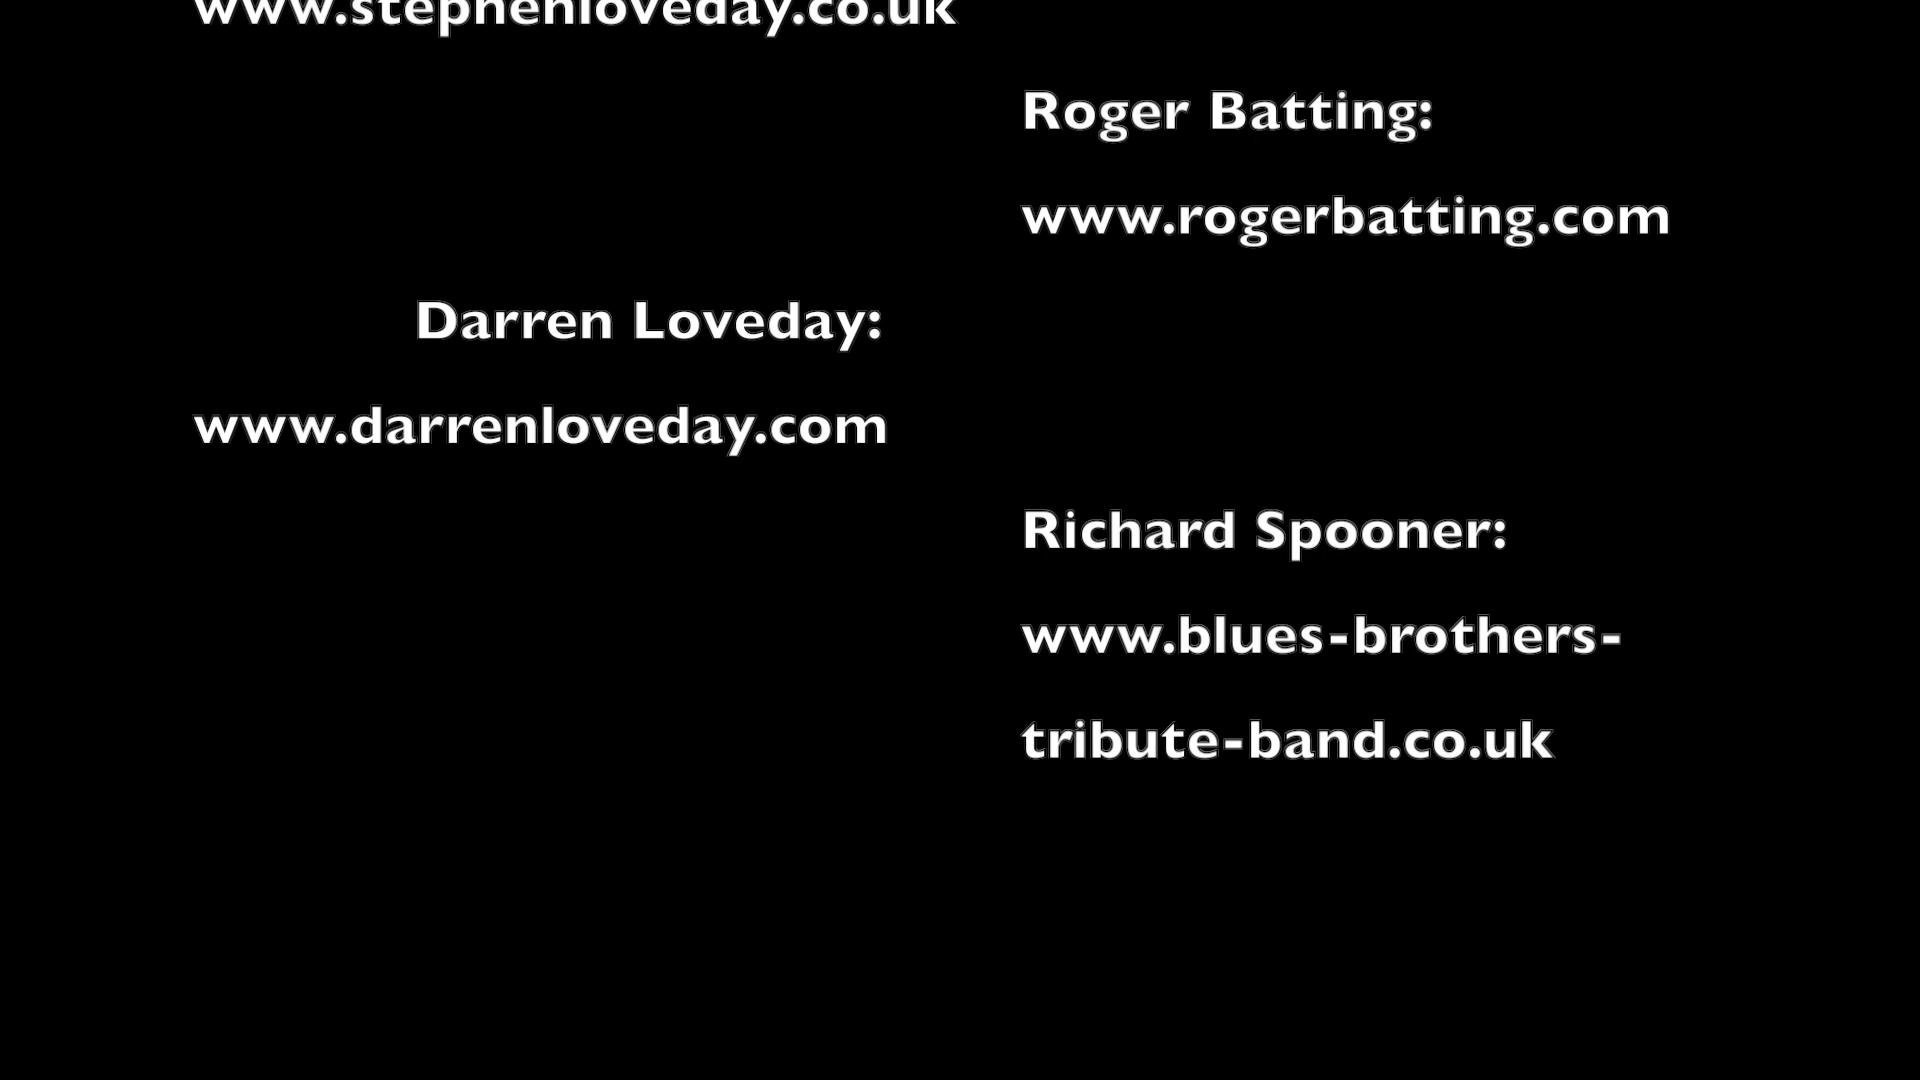 www.stephenloveday.co.uk
Roger Batting:
www.rogerbatting.com
Darren Loveday:
www.darrenloveday.com
Richard Spooner:
www.blues-brothers-
tribute-band.co.uk